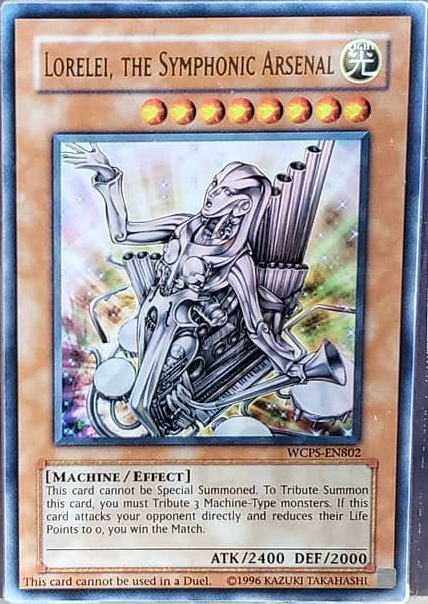 LORELEI, THE SYMPHONIC ARSENAL
LIGHT
光
WCPS-EN802
[MACHINE / EFFECT]
This card cannot be Special Summoned. To Tribute Summon
this card, you must Tribute 3 Machine-Type monsters. If this
card attacks your opponent directly and reduces their Life
Points to 0, you win the Match.
ATK/2400 DEF/2000
This card cannot be used in a Duel. ©1996 KAZUKI TAKAHASHI